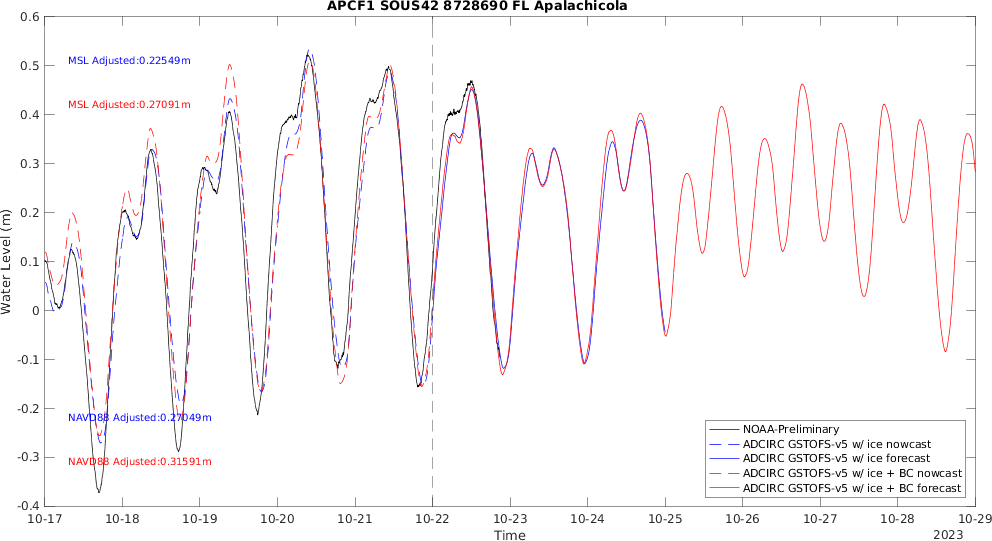 APCF1 SOUS42 8728690 FL Apalachicola
0.6
0.5
0.4
0.3
0.2
0.1
0
-0.1
-0.2
-0.3
-0.4
Water Level (m)
MSL Adjusted:0.22549m
MSL Adjusted:0.27091m
NAVD88 Adjusted:0.27049m
NAVD88 Adjusted:0.31591m
NOAA-Preliminary
ADCIRC GSTOFS-v5 w/ ice nowcast
ADCIRC GSTOFS-v5 w/ ice forecast
ADCIRC GSTOFS-v5 w/ ice + BC nowcast
ADCIRC GSTOFS-v5 w/ ice + BC forecast
10-17 10-18 10-19 10-20 10-21 10-22 10-23 10-24 10-25 10-26 10-27 10-28 10-29
Time
2023